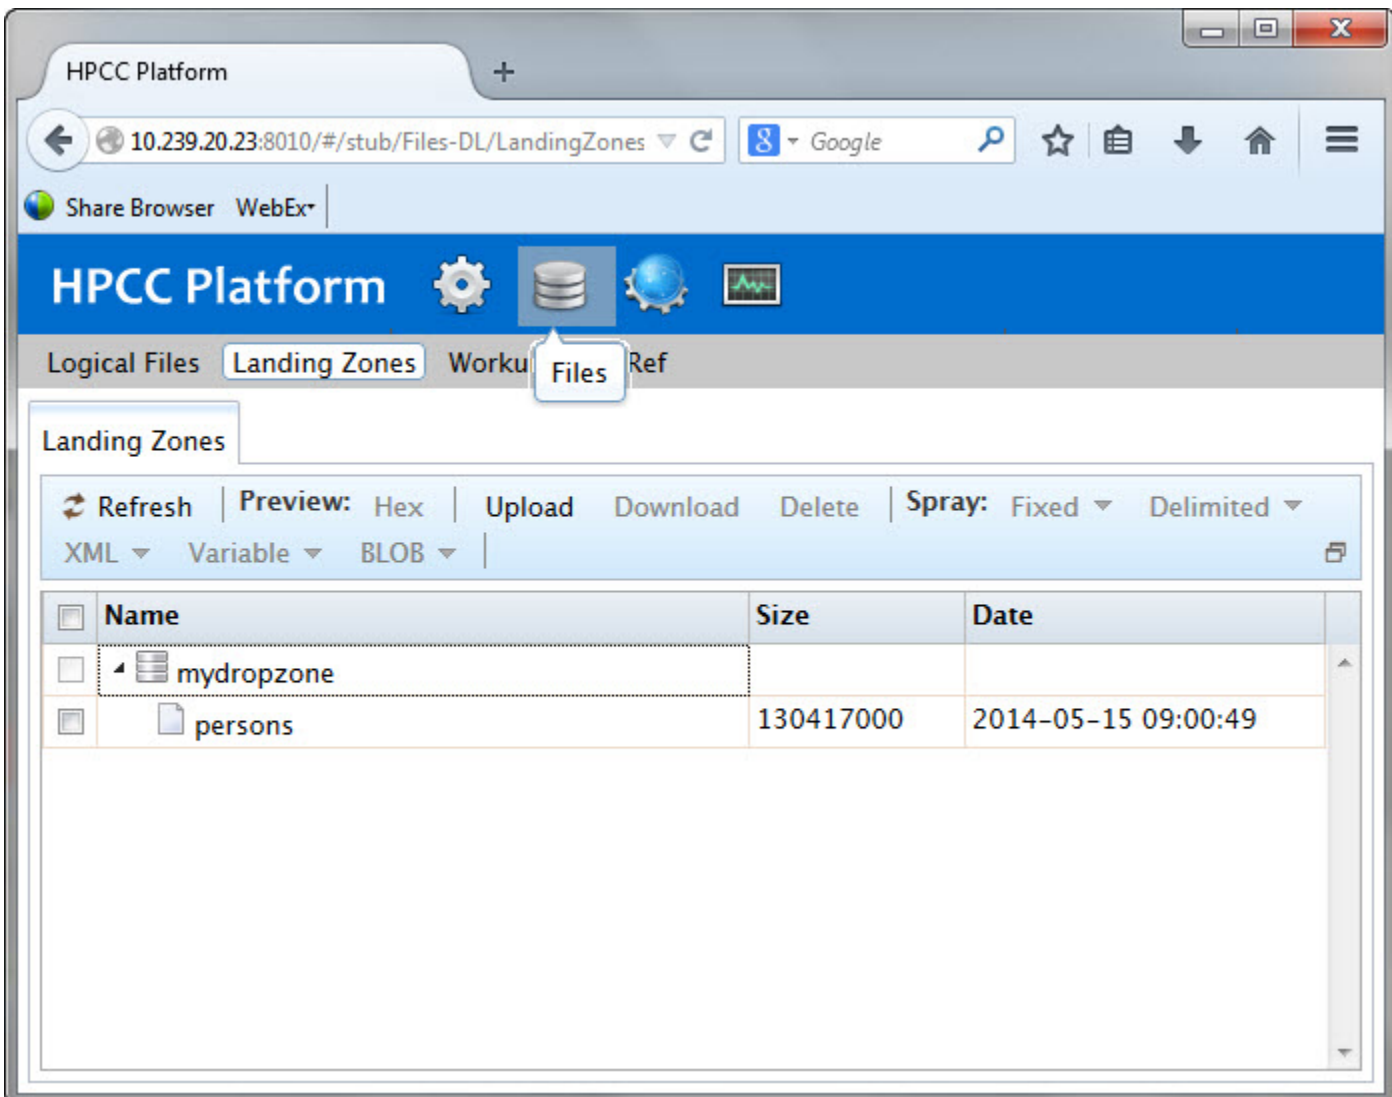 HPCC Platform
10.239.20.23:8010/#/stub/Files-DL/LandingZones Google
Share Browser WebEx
HPCC Platform
Logical Files Landing Zones Ref
Files
Landing Zones
Refresh Preview: Hex Upload Download Delete Spray: Fixed Delimited
XML Variable BLOB
Name Size Date
mydropzone
persons 130417000 2014-05-15 09:00:49